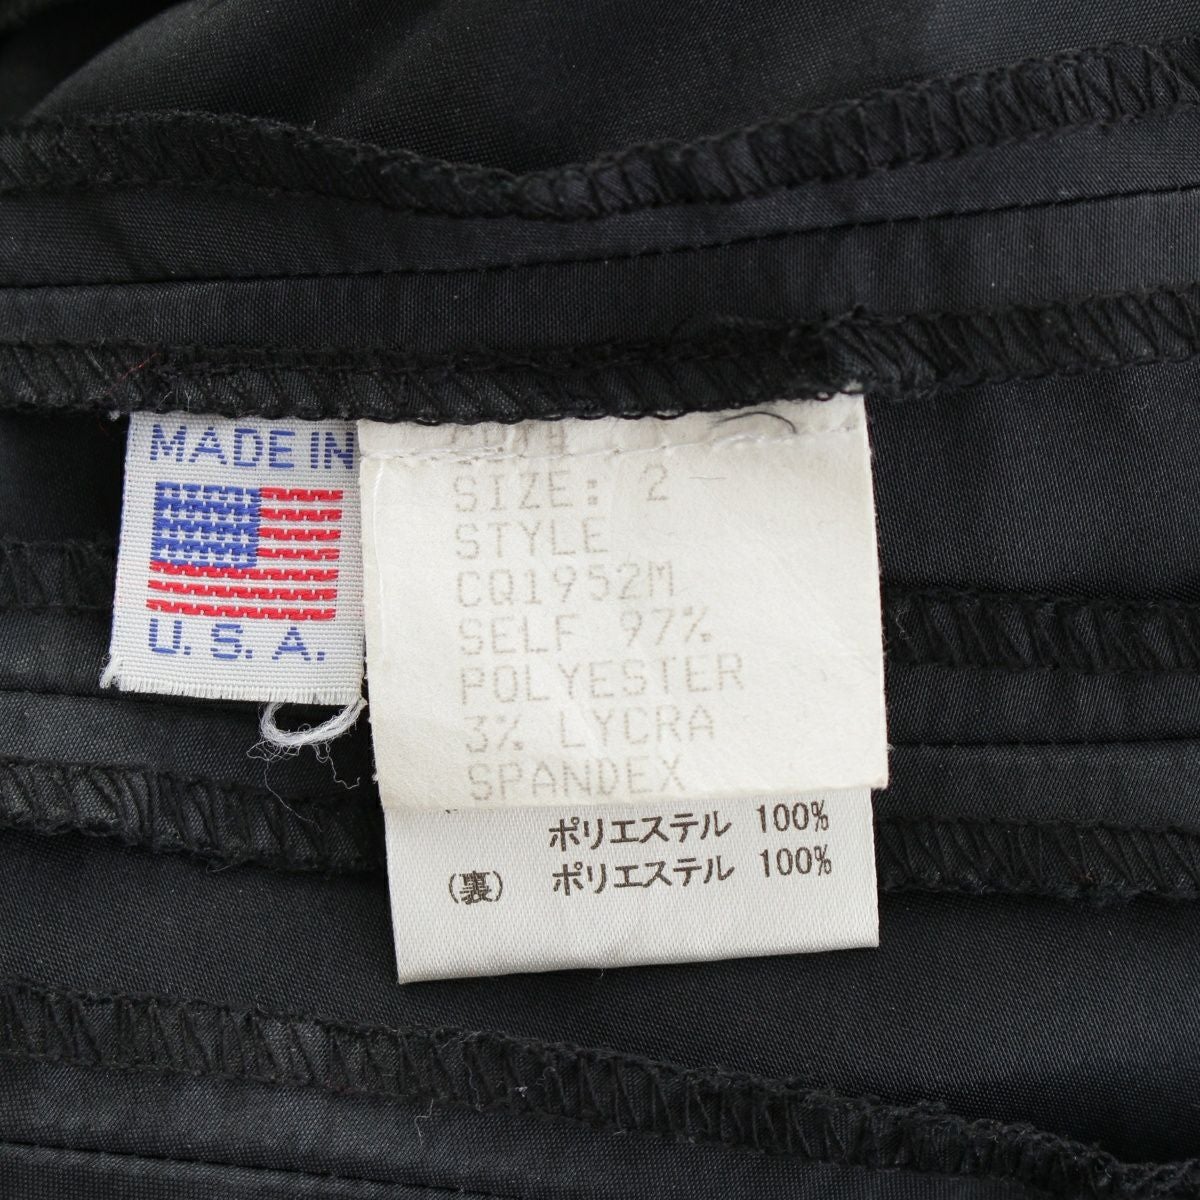 MADE IN
U.S.A.
SIZE: 2
STYLE
CQ1952M
SELF 97%
POLYESTER
3% LYCRA
SPANDEX
ポリエステル 100%
(裏) ポリエステル 100%